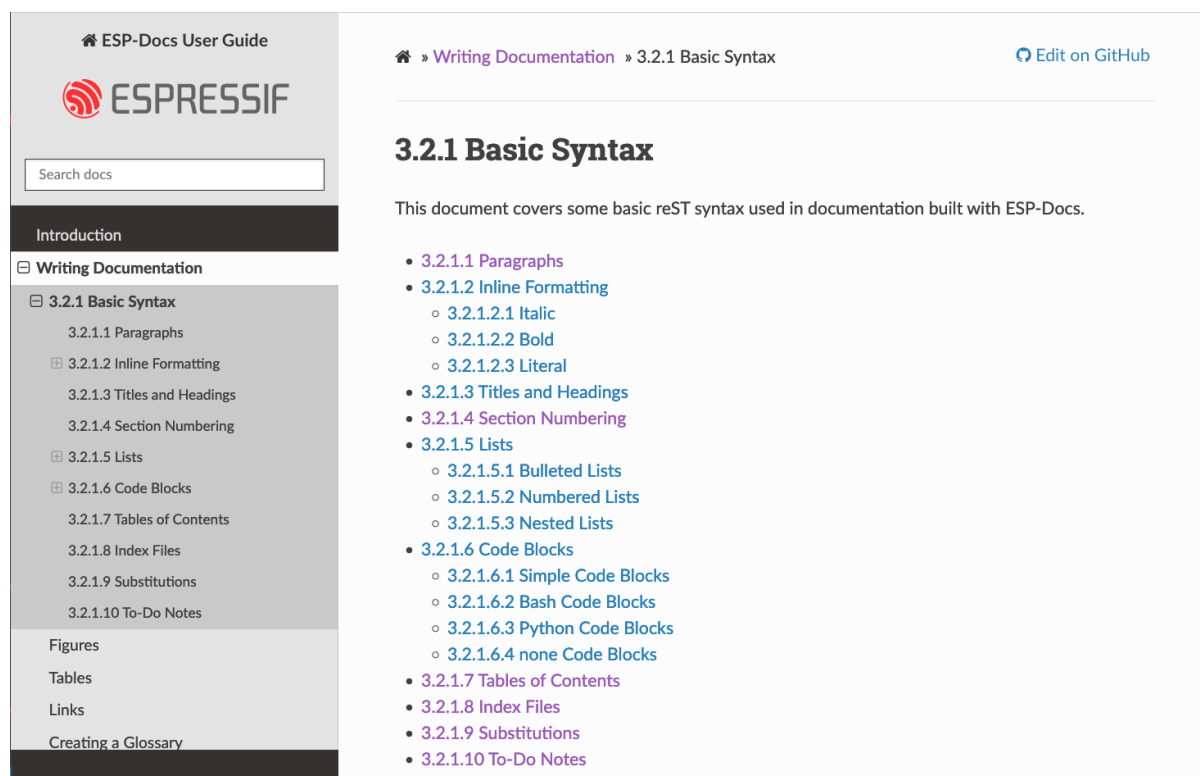 ESP-Docs User Guide
ESPRESSIF
Search docs
Introduction
Writing Documentation
3.2.1 Basic Syntax
3.2.1.1 Paragraphs
3.2.1.2 Inline Formatting
3.2.1.3 Titles and Headings
3.2.1.4 Section Numbering
3.2.1.5 Lists
3.2.1.6 Code Blocks
3.2.1.7 Tables of Contents
3.2.1.8 Index Files
3.2.1.9 Substitutions
3.2.1.10 To-Do Notes
Figures
Tables
Links
Creating a Glossary
» Writing Documentation » 3.2.1 Basic Syntax
Edit on GitHub
3.2.1 Basic Syntax
This document covers some basic reST syntax used in documentation built with ESP-Docs.
• 3.2.1.1 Paragraphs
• 3.2.1.2 Inline Formatting
◦ 3.2.1.2.1 Italic
◦ 3.2.1.2.2 Bold
◦ 3.2.1.2.3 Literal
• 3.2.1.3 Titles and Headings
• 3.2.1.4 Section Numbering
• 3.2.1.5 Lists
◦ 3.2.1.5.1 Bulleted Lists
◦ 3.2.1.5.2 Numbered Lists
◦ 3.2.1.5.3 Nested Lists
• 3.2.1.6 Code Blocks
◦ 3.2.1.6.1 Simple Code Blocks
◦ 3.2.1.6.2 Bash Code Blocks
◦ 3.2.1.6.3 Python Code Blocks
◦ 3.2.1.6.4 none Code Blocks
• 3.2.1.7 Tables of Contents
• 3.2.1.8 Index Files
• 3.2.1.9 Substitutions
• 3.2.1.10 To-Do Notes